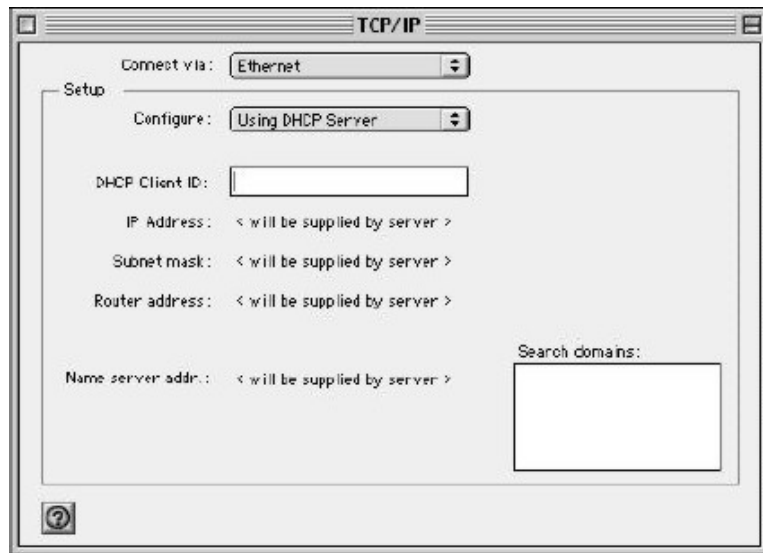 TCP/IP
Connect via: Ethernet
Setup
Configure: Using DHCP Server
DHCP Client ID:
IP Address: < will be supplied by server >
Subnet mask: < will be supplied by server >
Router address: < will be supplied by server >
Search domains:
Name server addr.: < will be supplied by server >
?